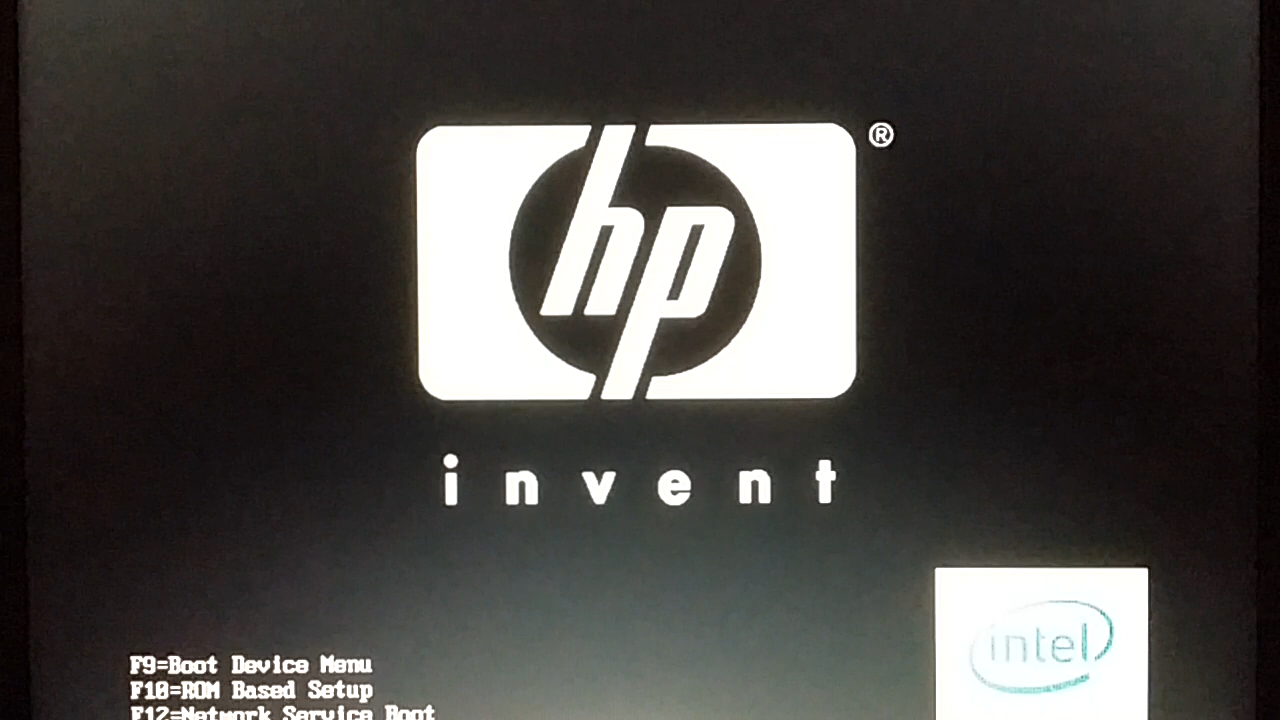 hp
®
invent
intel
F9=Boot Device Menu
F10=ROM Based Setup
F12=Network Service Boot